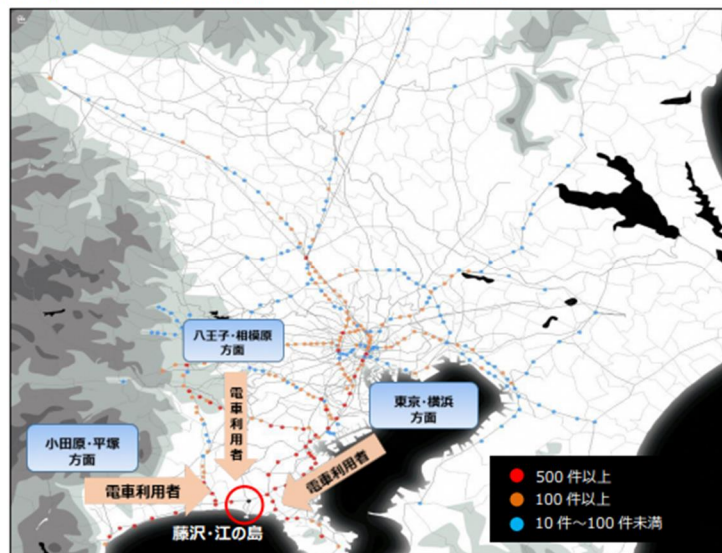 八王子・相模原
方面
電車利用者
東京・横浜
方面
小田原・平塚
方面
電車利用者
電車利用者
藤沢・江の島
500 件以上
100 件以上
10 件～100 件未満